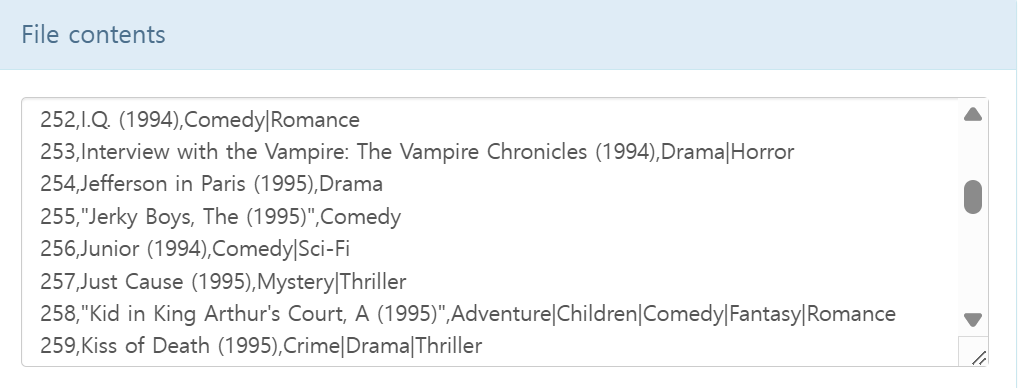 File contents
252,I.Q. (1994),Comedy|Romance
253,Interview with the Vampire: The Vampire Chronicles (1994),Drama|Horror
254,Jefferson in Paris (1995),Drama
255,"Jerky Boys, The (1995)",Comedy
256,Junior (1994),Comedy|Sci-Fi
257,Just Cause (1995),Mystery|Thriller
258,"Kid in King Arthur's Court, A (1995)",Adventure|Children|Comedy|Fantasy|Romance
259,Kiss of Death (1995),Crime|Drama|Thriller